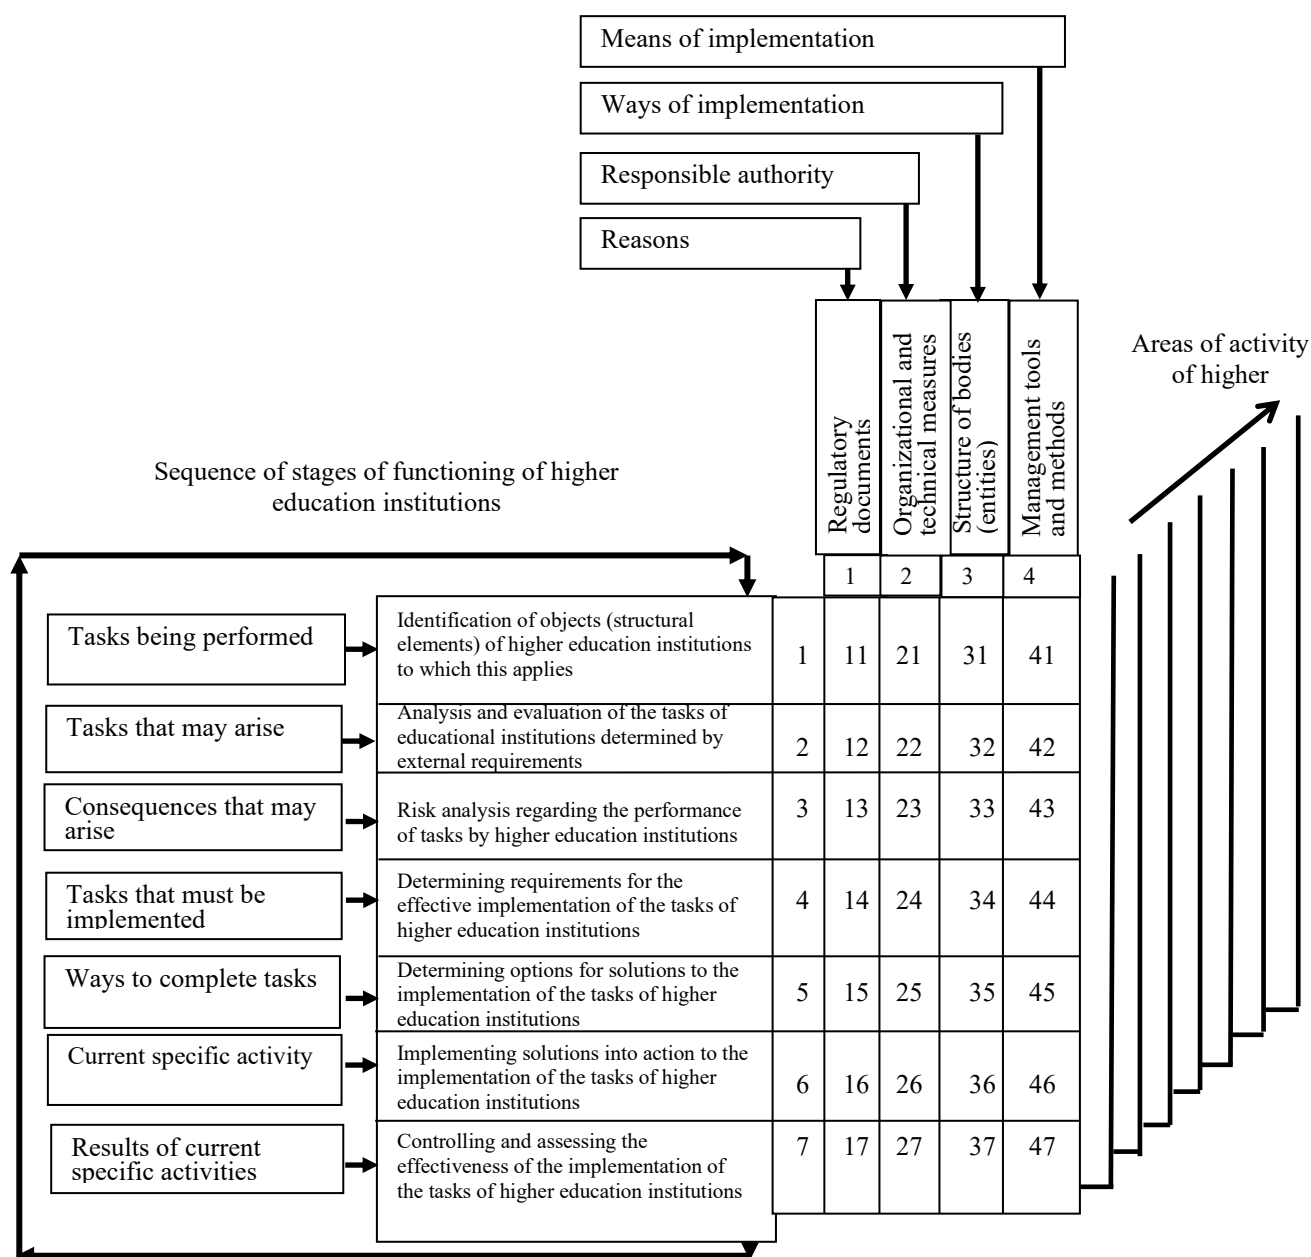 Means of implementation
Ways of implementation
Responsible authority
Reasons
Regulatory
documents
Organizational and
technical measures
Structure of bodies
(entities)
Management tools
and methods
Areas of activity
of higher
Sequence of stages of functioning of higher
education institutions
1 2 3 4
Tasks being performed
Identification of objects (structural
elements) of higher education institutions
to which this applies
1 11 21 31 41
Tasks that may arise
Analysis and evaluation of the tasks of
educational institutions determined by
external requirements
2 12 22 32 42
Consequences that may
arise
Risk analysis regarding the performance
of tasks by higher education institutions
3 13 23 33 43
Tasks that must be
implemented
Determining requirements for the
effective implementation of the tasks of
higher education institutions
4 14 24 34 44
Ways to complete tasks
Determining options for solutions to the
implementation of the tasks of higher
education institutions
5 15 25 35 45
Current specific activity
Implementing solutions into action to the
implementation of the tasks of higher
education institutions
6 16 26 36 46
Results of current
specific activities
Controlling and assessing the
effectiveness of the implementation of
the tasks of higher education institutions
7 17 27 37 47